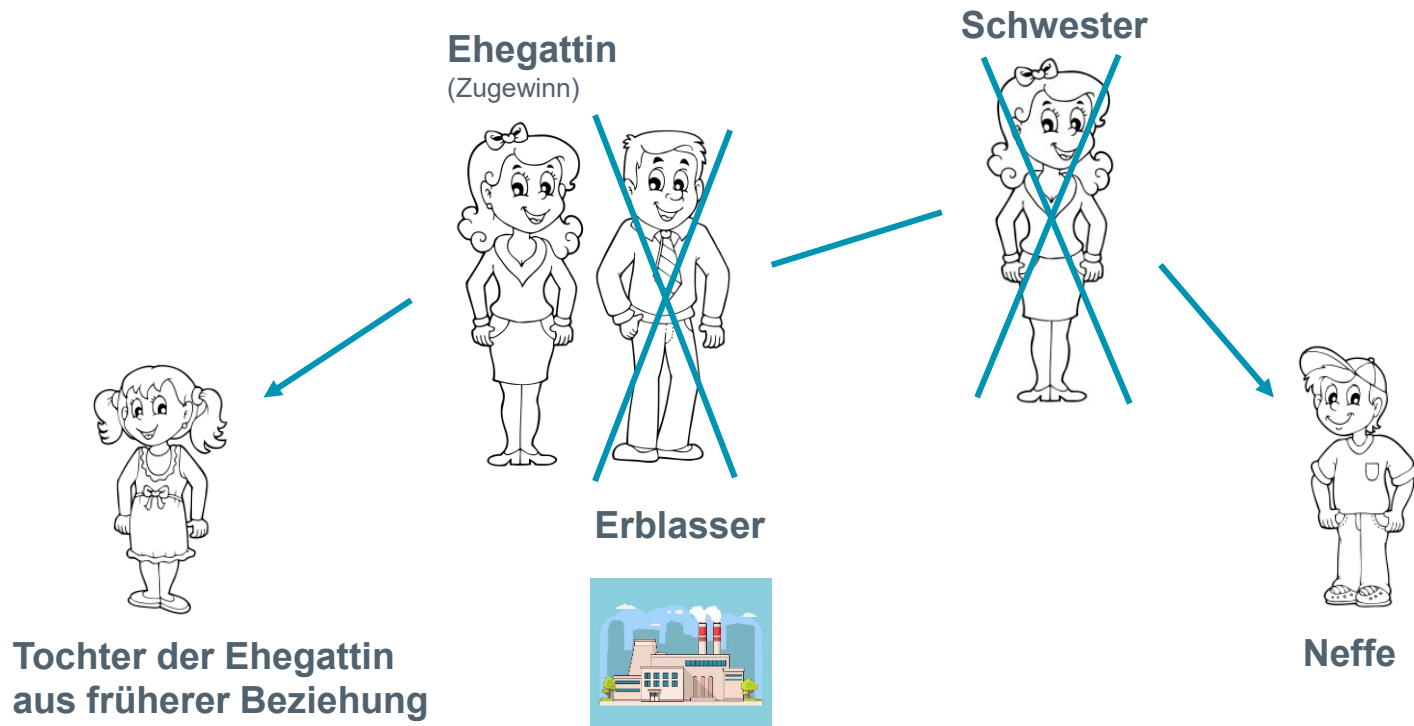 Schwester
Ehegattin
(Zugewinn)
Erblasser
Tochter der Ehegattin
aus früherer Beziehung
Neffe